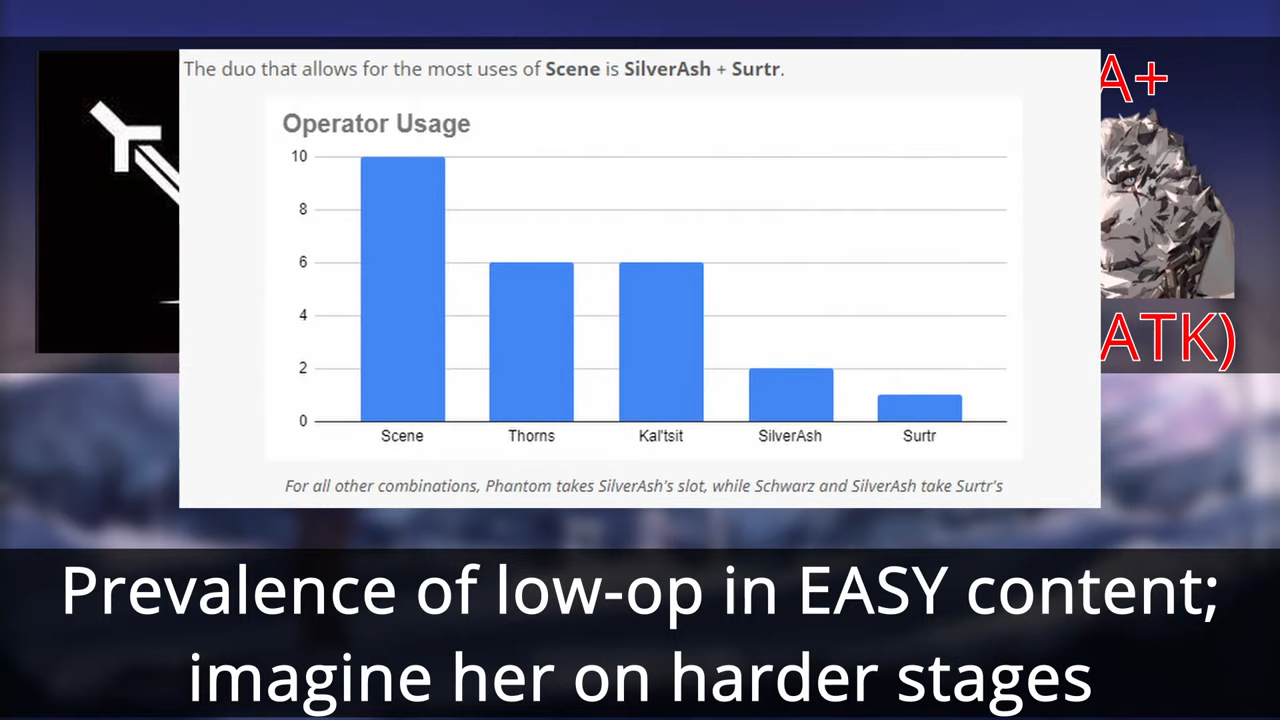 The duo that allows for the most uses of Scene is SilverAsh + Surtr.
A+
Operator Usage
10
8
6
4
2
0
Scene Thorns Kal'tsit SilverAsh Surtr
ATK)
For all other combinations, Phantom takes SilverAsh's slot, while Schwarz and SilverAsh take Surtr's
Prevalence of low-op in EASY content;
imagine her on harder stages